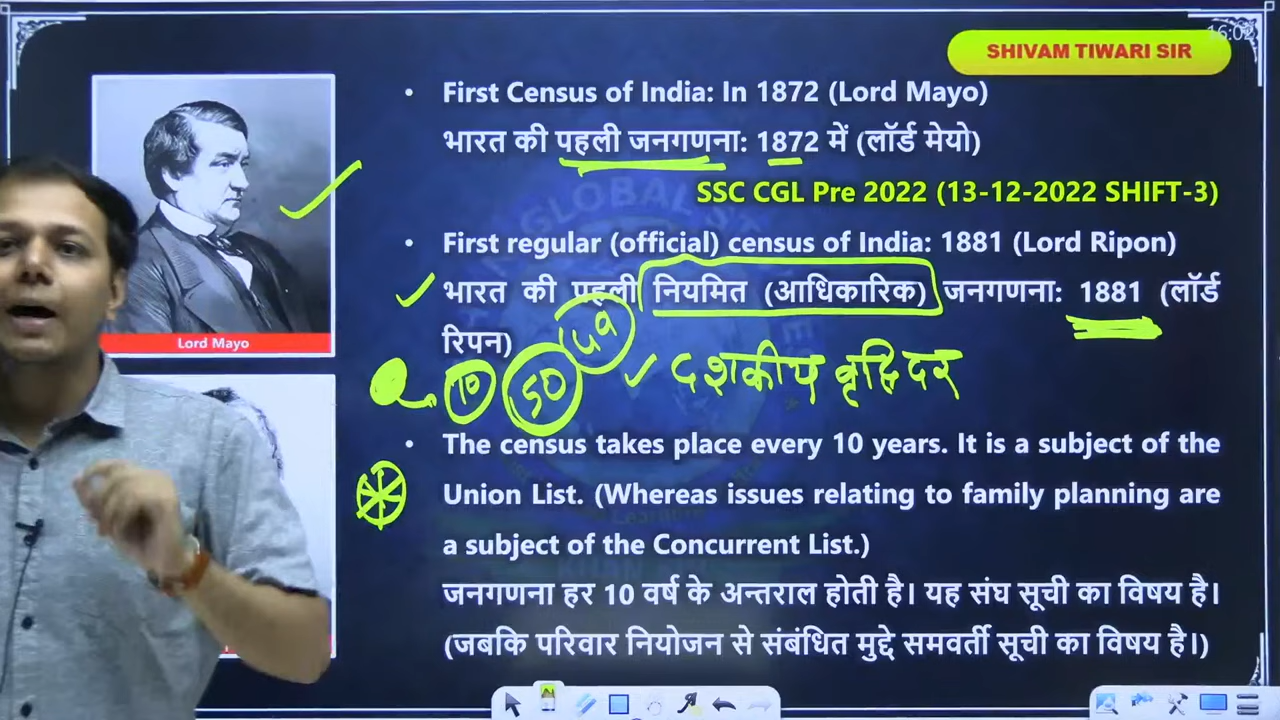 16:02
SHIVAM TIWARI SIR
• First Census of India: In 1872 (Lord Mayo)
भारत की पहली जनगणना: 1872 में (लॉर्ड मेयो)
SSC CGL Pre 2022 (13-12-2022 SHIFT-3)
• First regular (official) census of India: 1881 (Lord Ripon)
भारत की पहली नियमित (आधिकारिक) जनगणना: 1881 (लॉर्ड
रिपन)
10 50 49 दशकीय वृद्धि दर
• The census takes place every 10 years. It is a subject of the
Union List. (Whereas issues relating to family planning are
a subject of the Concurrent List.)
जनगणना हर 10 वर्ष के अन्तराल होती है। यह संघ सूची का विषय है।
(जबकि परिवार नियोजन से संबंधित मुद्दे समवर्ती सूची का विषय है।)
Lord Mayo